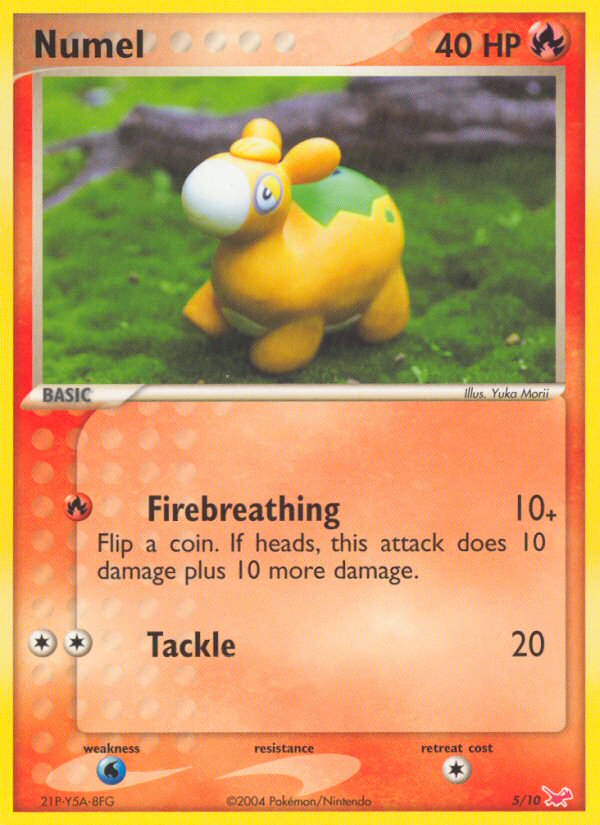 Numel 40 HP
BASIC Illus. Yuka Morii
Firebreathing 10+
Flip a coin. If heads, this attack does 10
damage plus 10 more damage.
Tackle 20
weakness resistance retreat cost
21P-Y5A-8FG ©2004 Pokémon/Nintendo 5/10